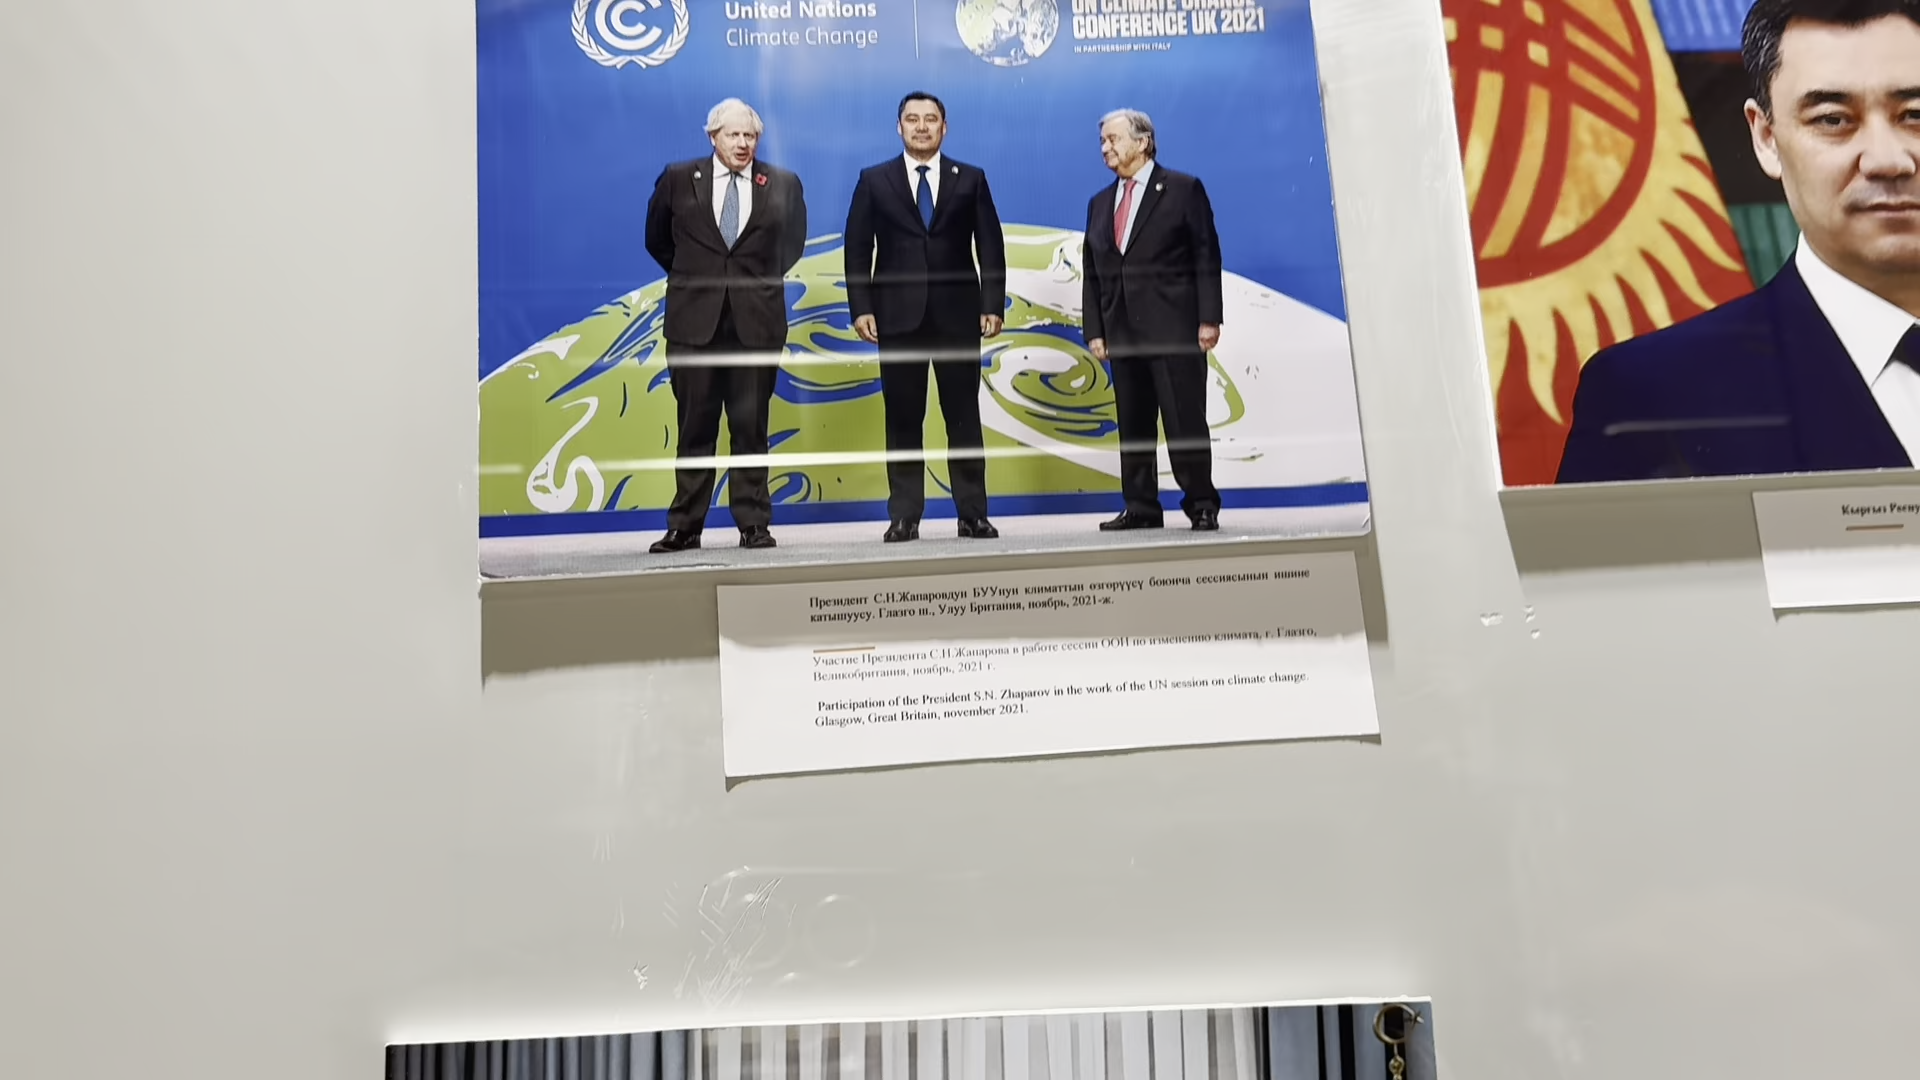 United Nations
Climate Change
UN CLIMATE CHANGE
CONFERENCE UK 2021
IN PARTNERSHIP WITH ITALY
Президент С.Н.Жапаровдун БУУнун климаттын өзгөрүүсү боюнча сессиясынын ишине
катышуусу. Глазго ш., Улуу Британия, ноябрь, 2021-ж.
Участие Президента С.Н.Жапарова в работе сессии ООН по изменению климата, г. Глазго,
Великобритания, ноябрь, 2021 г.
Participation of the President S.N. Zhaparov in the work of the UN session on climate change.
Glasgow, Great Britain, november 2021.
Кыргыз